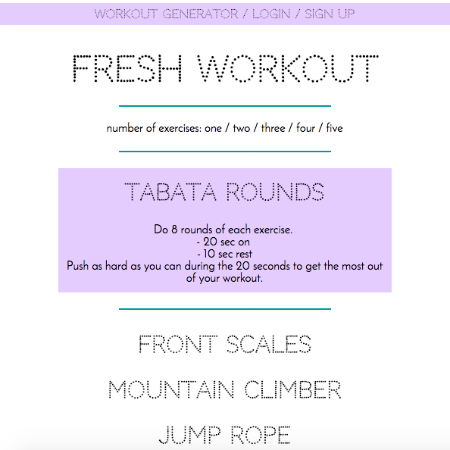 WORKOUT GENERATOR / LOGIN / SIGN UP
FRESH WORKOUT
number of exercises: one / two / three / four / five
TABATA ROUNDS
Do 8 rounds of each exercise.
- 20 sec on
- 10 sec rest
Push as hard as you can during the 20 seconds to get the most out
of your workout.
FRONT SCALES
MOUNTAIN CLIMBER
JUMP ROPE